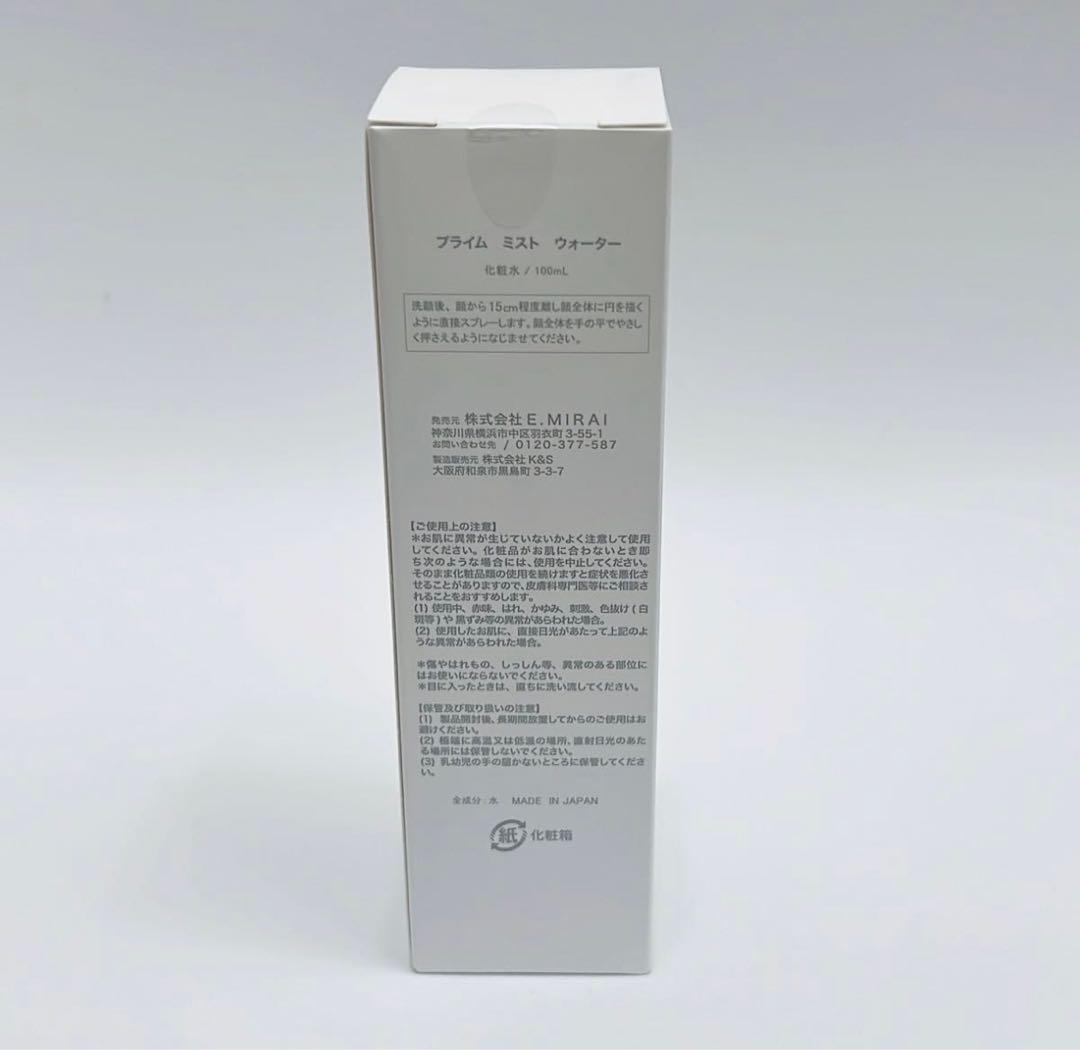 プライム ミスト ウォーター
化粧水 / 100mL
洗顔後、顔から15cm程度離し顔全体に円を描く
ように直接スプレーします。顔全体を手の平でやさし
く押さえるようになじませてください。
発売元 株式会社 E.MIRAI
神奈川県横浜市中区羽衣町 3-55-1
お問い合わせ先 / 0120-377-587
製造販売元 株式会社 K&S
大阪府和泉市黒鳥町 3-3-7
【ご使用上の注意】
＊お肌に異常が生じていないかよく注意して使用
してください。化粧品がお肌に合わないとき即
ち次のような場合には、使用を中止してください。
そのまま化粧品類の使用を続けますと症状を悪化さ
せることがありますので、皮膚科専門医等にご相談さ
れることをおすすめします。
(1) 使用中、赤味、はれ、かゆみ、刺激、色抜け ( 白
斑等 ) や 黒ずみ等の異常があらわれた場合。
(2) 使用したお肌に、直接日光があたって上記のよ
うな異常があらわれた場合。
＊傷やはれもの、しっしん等、異常のある部位に
はお使いにならないでください。
＊目に入ったときは、直ちに洗い流してください。
【保管及び取り扱いの注意】
(1) 製品開封後、長期間放置してからのご使用はお
避けください。
(2) 極端に高温又は低温の場所、直射日光のあた
る場所には保管しないでください。
(3) 乳幼児の手の届かないところに保管してくださ
い。
全成分 : 水 MADE IN JAPAN
紙 化粧箱